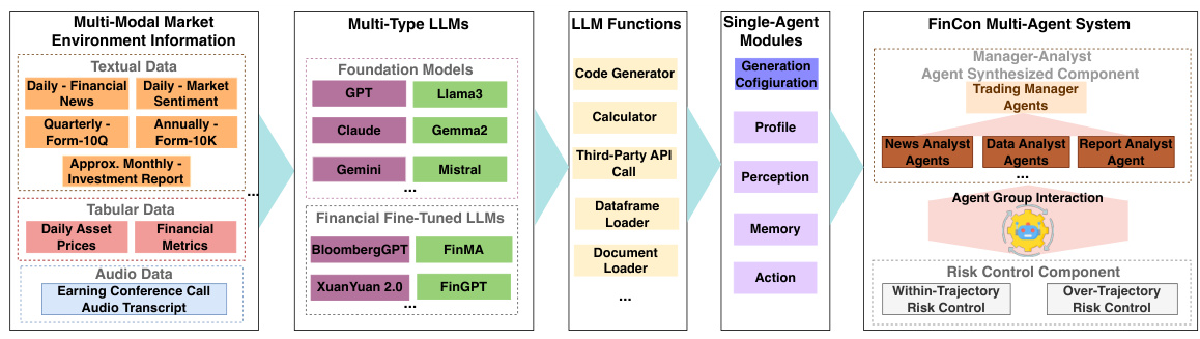 Multi-Modal Market
Environment Information
Textual Data
Daily - Financial
News
Daily - Market
Sentiment
Quarterly -
Form-10Q
Annually -
Form-10K
Approx. Monthly -
Investment Report
...
Tabular Data
Daily Asset
Prices
Financial
Metrics
Audio Data
Earning Conference Call
Audio Transcript
Multi-Type LLMs
Foundation Models
GPT
Llama3
Claude
Gemma2
Gemini
Mistral
...
Financial Fine-Tuned LLMs
BloombergGPT
FinMA
XuanYuan 2.0
FinGPT
...
LLM Functions
Code Generator
Calculator
Third-Party API
Call
Dataframe
Loader
Document
Loader
...
Single-Agent
Modules
Generation
Cofigiuration
Profile
Perception
Memory
Action
FinCon Multi-Agent System
Manager-Analyst
Agent Synthesized Component
Trading Manager
Agents
News Analyst
Agents
Data Analyst
Agents
Report Analyst
Agent
...
Agent Group Interaction
Risk Control Component
Within-Trajectory
Risk Control
Over-Trajectory
Risk Control